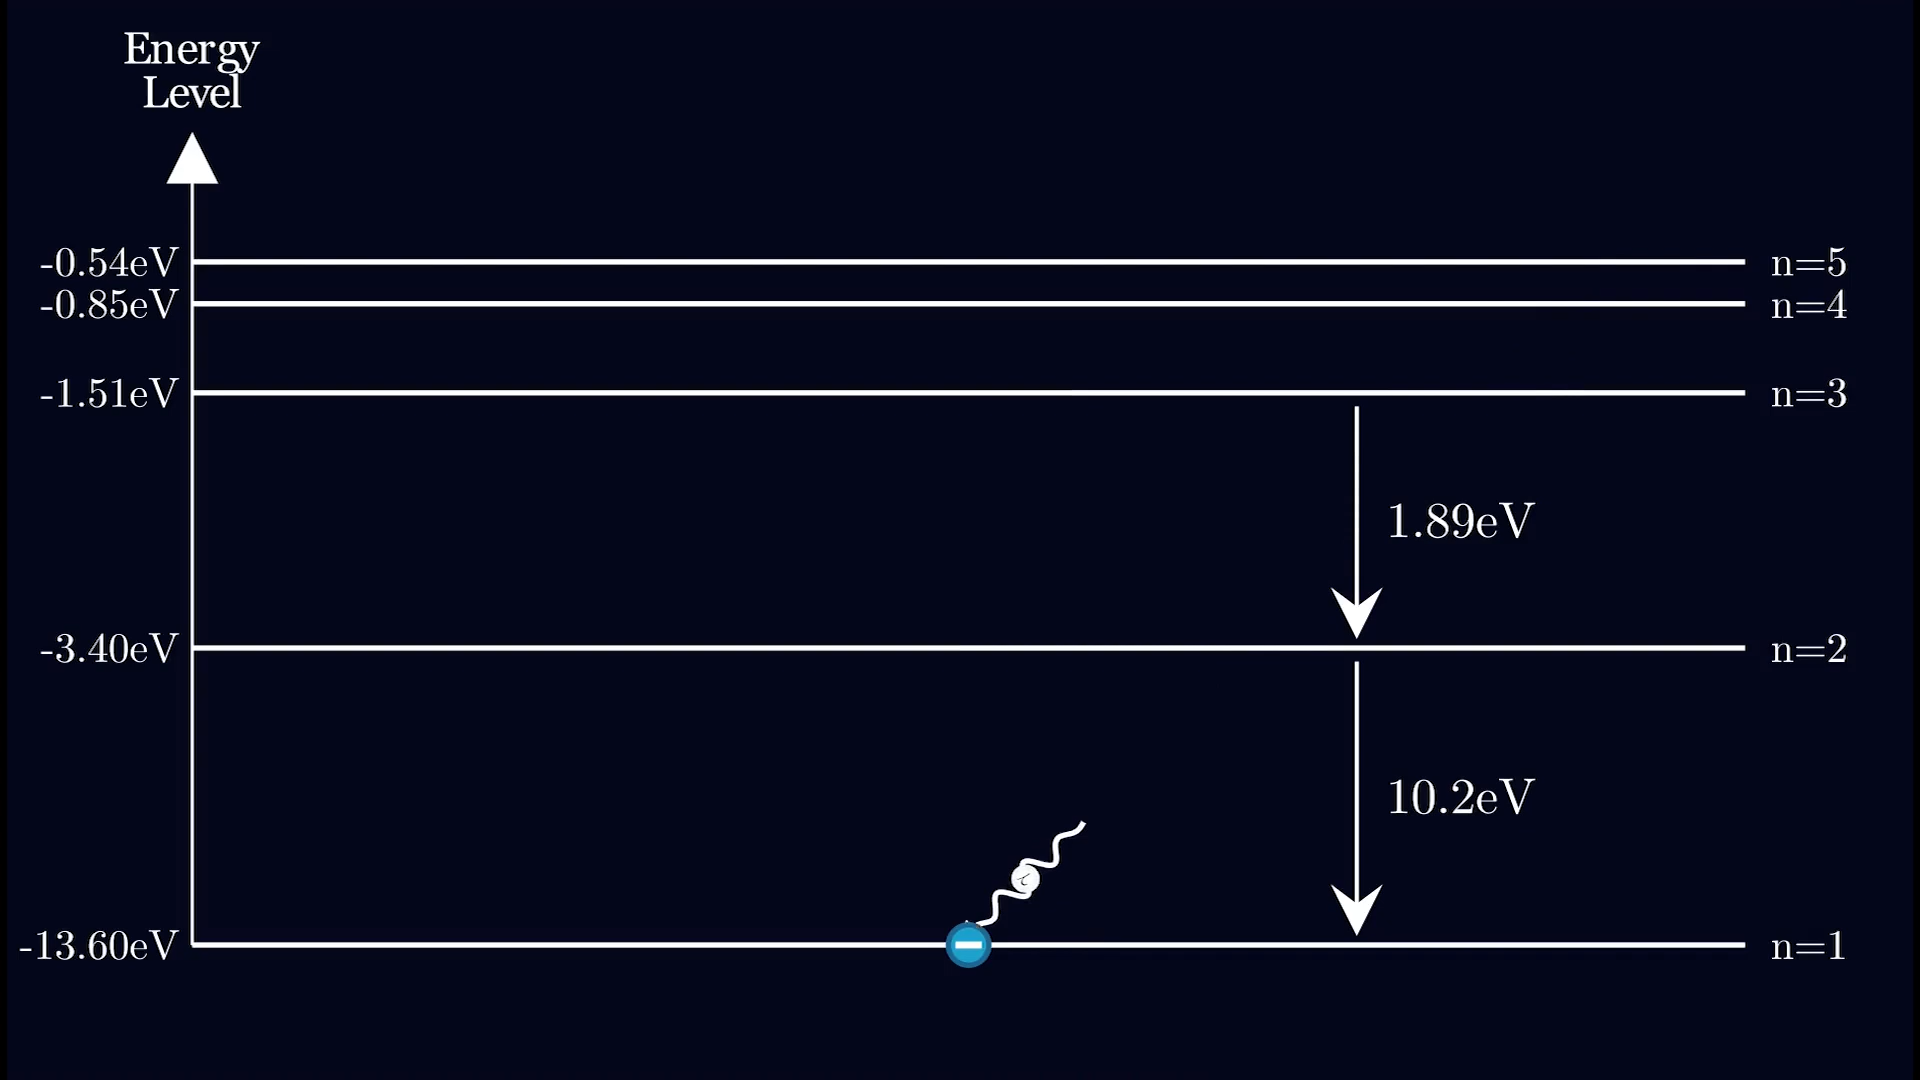 Energy
Level
-0.54eV
n=5
-0.85eV
n=4
-1.51eV
n=3
1.89eV
-3.40eV
n=2
10.2eV
-13.60eV
n=1